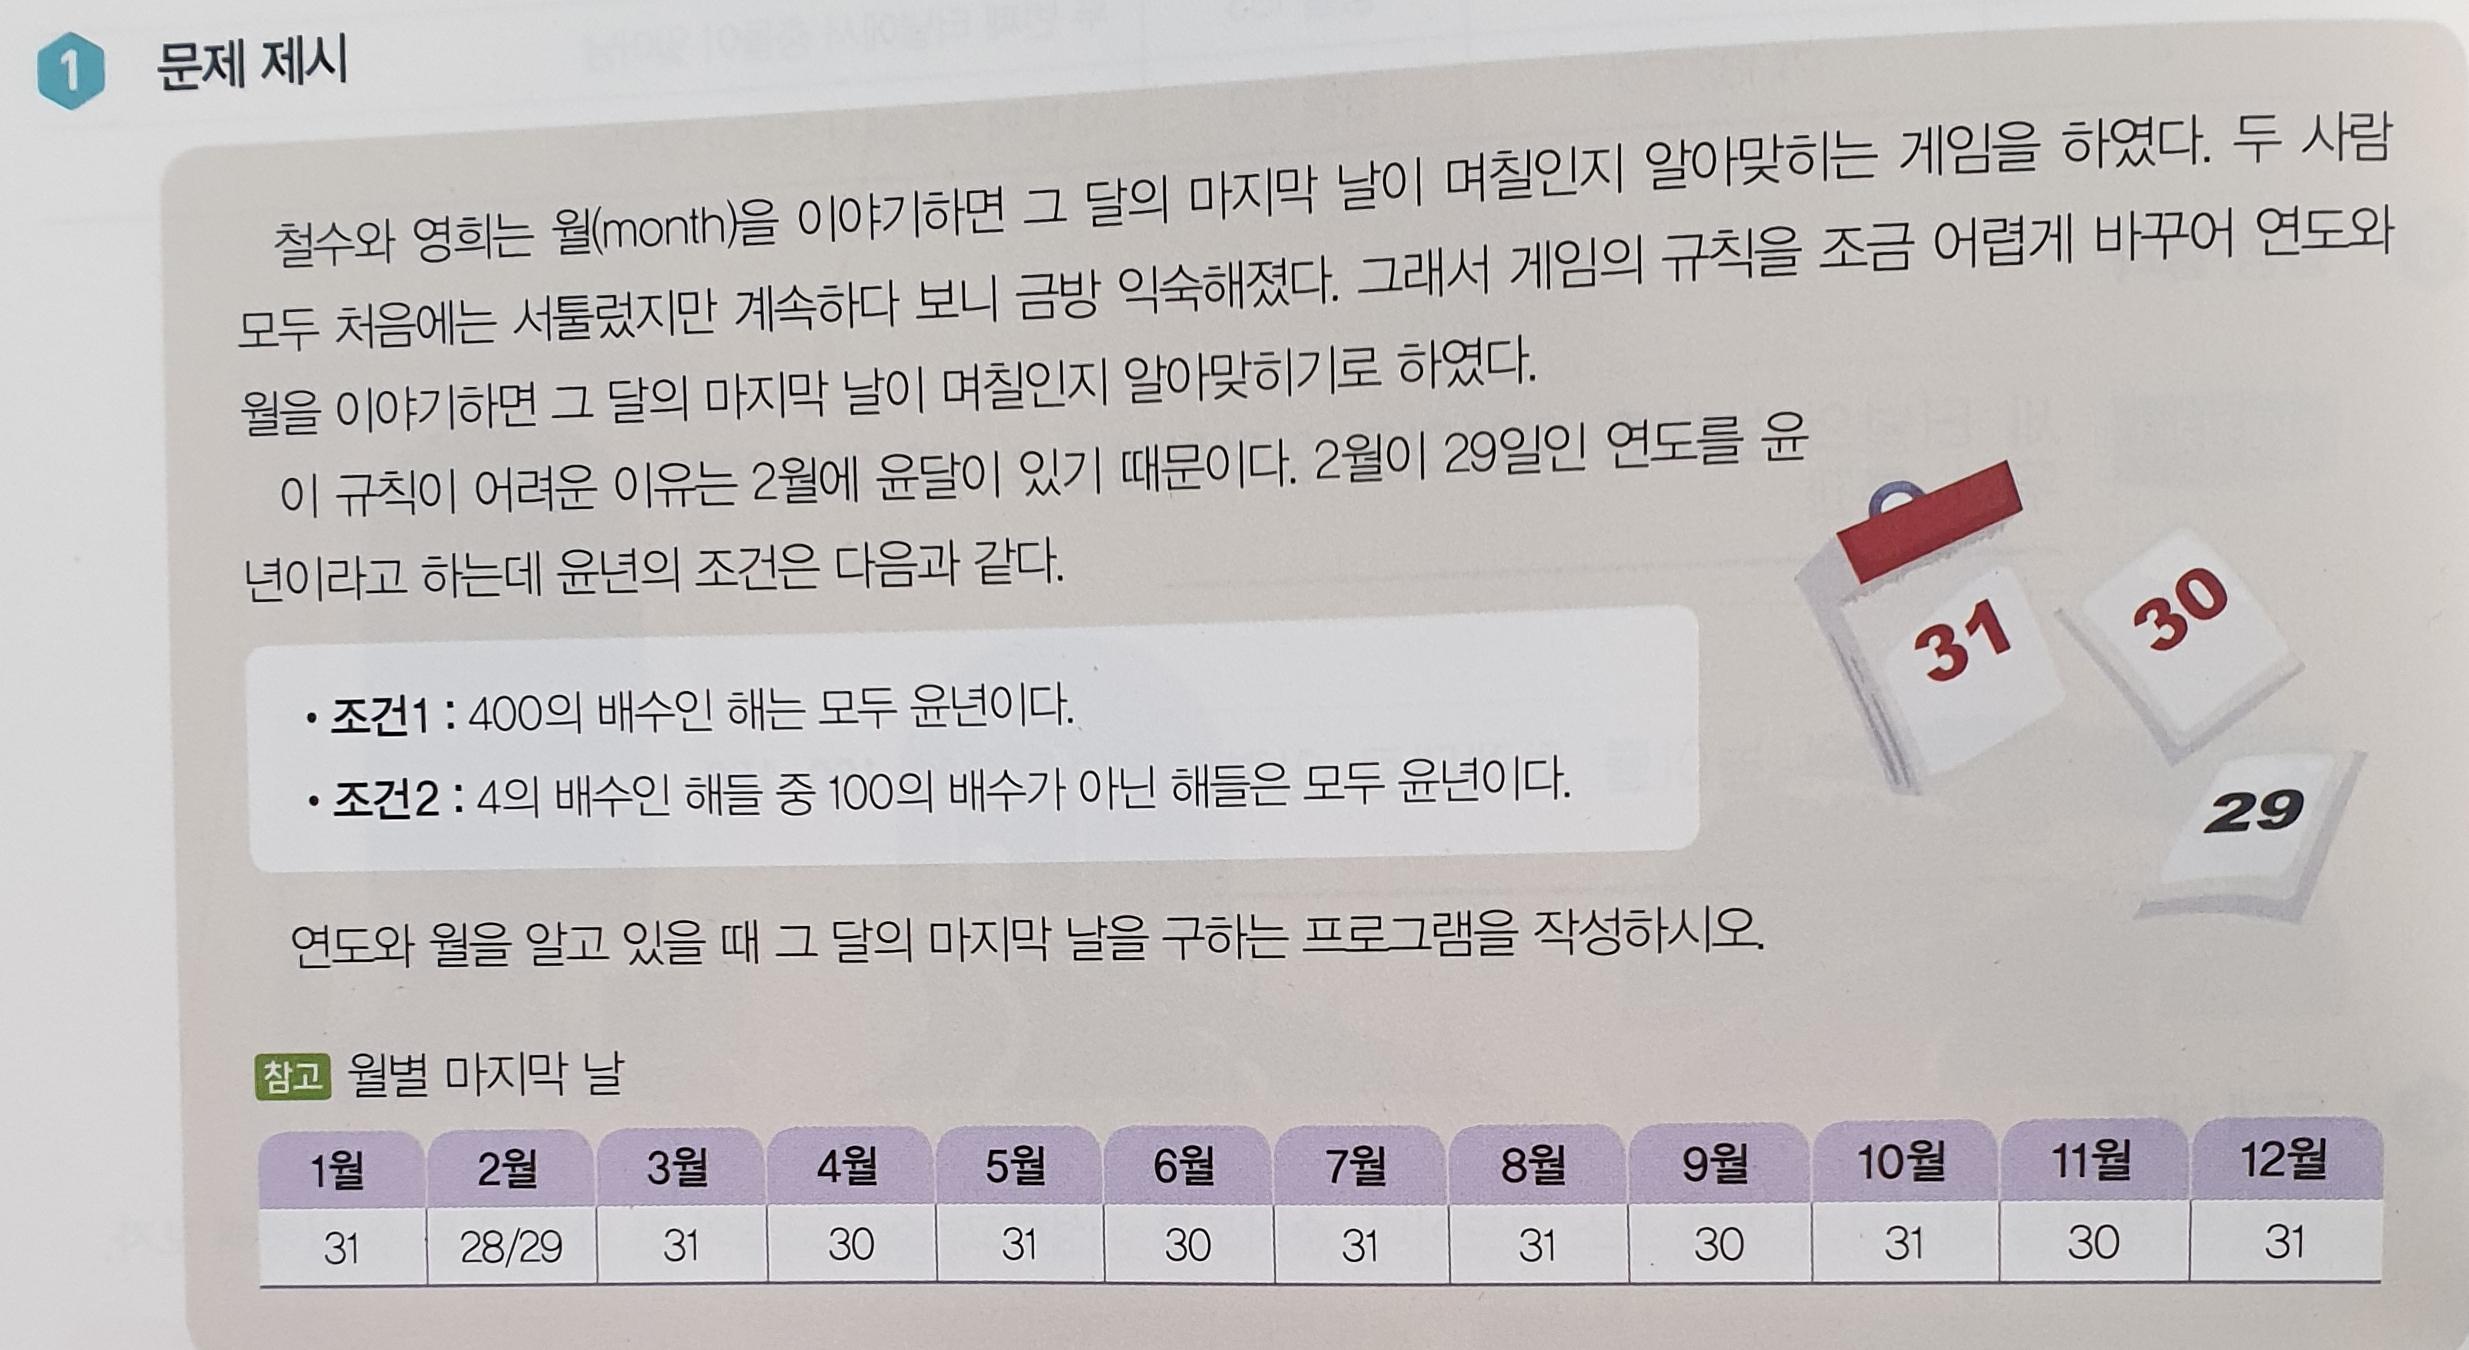 1 문제 제시
철수와 영희는 월(month)을 이야기하면 그 달의 마지막 날이 며칠인지 알아맞히는 게임을 하였다. 두 사람
모두 처음에는 서툴렀지만 계속하다 보니 금방 익숙해졌다. 그래서 게임의 규칙을 조금 어렵게 바꾸어 연도와
월을 이야기하면 그 달의 마지막 날이 며칠인지 알아맞히기로 하였다.
이 규칙이 어려운 이유는 2월에 윤달이 있기 때문이다. 2월이 29일인 연도를 윤
년이라고 하는데 윤년의 조건은 다음과 같다.
31
30
29
• 조건1 : 400의 배수인 해는 모두 윤년이다.
• 조건2 : 4의 배수인 해들 중 100의 배수가 아닌 해들은 모두 윤년이다.
연도와 월을 알고 있을 때 그 달의 마지막 날을 구하는 프로그램을 작성하시오.
참고 월별 마지막 날
1월 2월 3월 4월 5월 6월 7월 8월 9월 10월 11월 12월
31 28/29 31 30 31 30 31 31 30 31 30 31